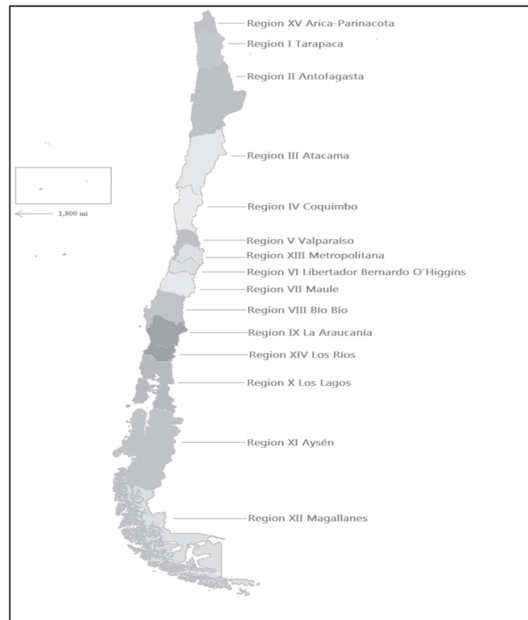 Region XV Arica-Parinacota
Region I Tarapaca
Region II Antofagasta
Region III Atacama
1,800 mi
Region IV Coquimbo
Region V Valparaíso
Region XIII Metropolitana
Region VI Libertador Bernardo O'Higgins
Region VII Maule
Region VIII Bío Bío
Region IX La Araucanía
Region XIV Los Ríos
Region X Los Lagos
Region XI Aysén
Region XII Magallanes